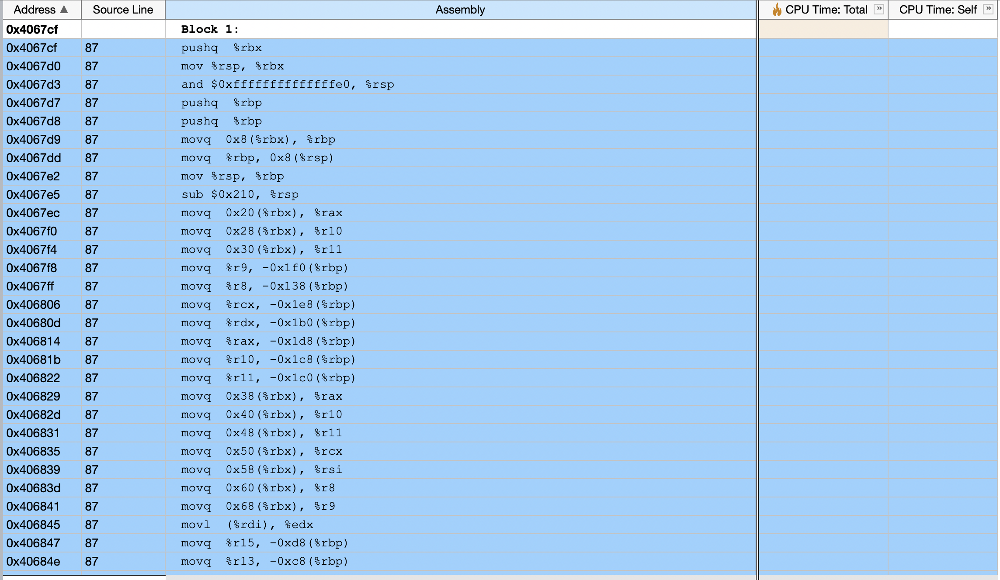 Address ▲ Source Line Assembly CPU Time: Total » CPU Time: Self »
0x4067cf Block 1:
0x4067cf 87 pushq %rbx
0x4067d0 87 mov %rsp, %rbx
0x4067d3 87 and $0xffffffffffffffe0, %rsp
0x4067d7 87 pushq %rbp
0x4067d8 87 pushq %rbp
0x4067d9 87 movq 0x8(%rbx), %rbp
0x4067dd 87 movq %rbp, 0x8(%rsp)
0x4067e2 87 mov %rsp, %rbp
0x4067e5 87 sub $0x210, %rsp
0x4067ec 87 movq 0x20(%rbx), %rax
0x4067f0 87 movq 0x28(%rbx), %r10
0x4067f4 87 movq 0x30(%rbx), %r11
0x4067f8 87 movq %r9, -0x1f0(%rbp)
0x4067ff 87 movq %r8, -0x138(%rbp)
0x406806 87 movq %rcx, -0x1e8(%rbp)
0x40680d 87 movq %rdx, -0x1b0(%rbp)
0x406814 87 movq %rax, -0x1d8(%rbp)
0x40681b 87 movq %r10, -0x1c8(%rbp)
0x406822 87 movq %r11, -0x1c0(%rbp)
0x406829 87 movq 0x38(%rbx), %rax
0x40682d 87 movq 0x40(%rbx), %r10
0x406831 87 movq 0x48(%rbx), %r11
0x406835 87 movq 0x50(%rbx), %rcx
0x406839 87 movq 0x58(%rbx), %rsi
0x40683d 87 movq 0x60(%rbx), %r8
0x406841 87 movq 0x68(%rbx), %r9
0x406845 87 movl (%rdi), %edx
0x406847 87 movq %r15, -0xd8(%rbp)
0x40684e 87 movq %r13, -0xc8(%rbp)